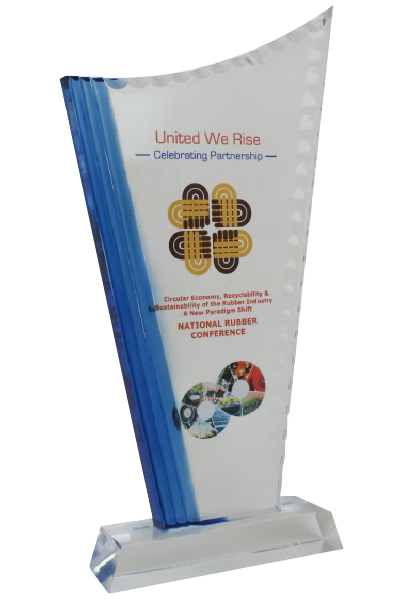 United We Rise
— Celebrating Partnership —
Circular Economy, Recyclability &
Sustainability of the Rubber Industry
A New Paradigm Shift
NATIONAL RUBBER
CONFERENCE